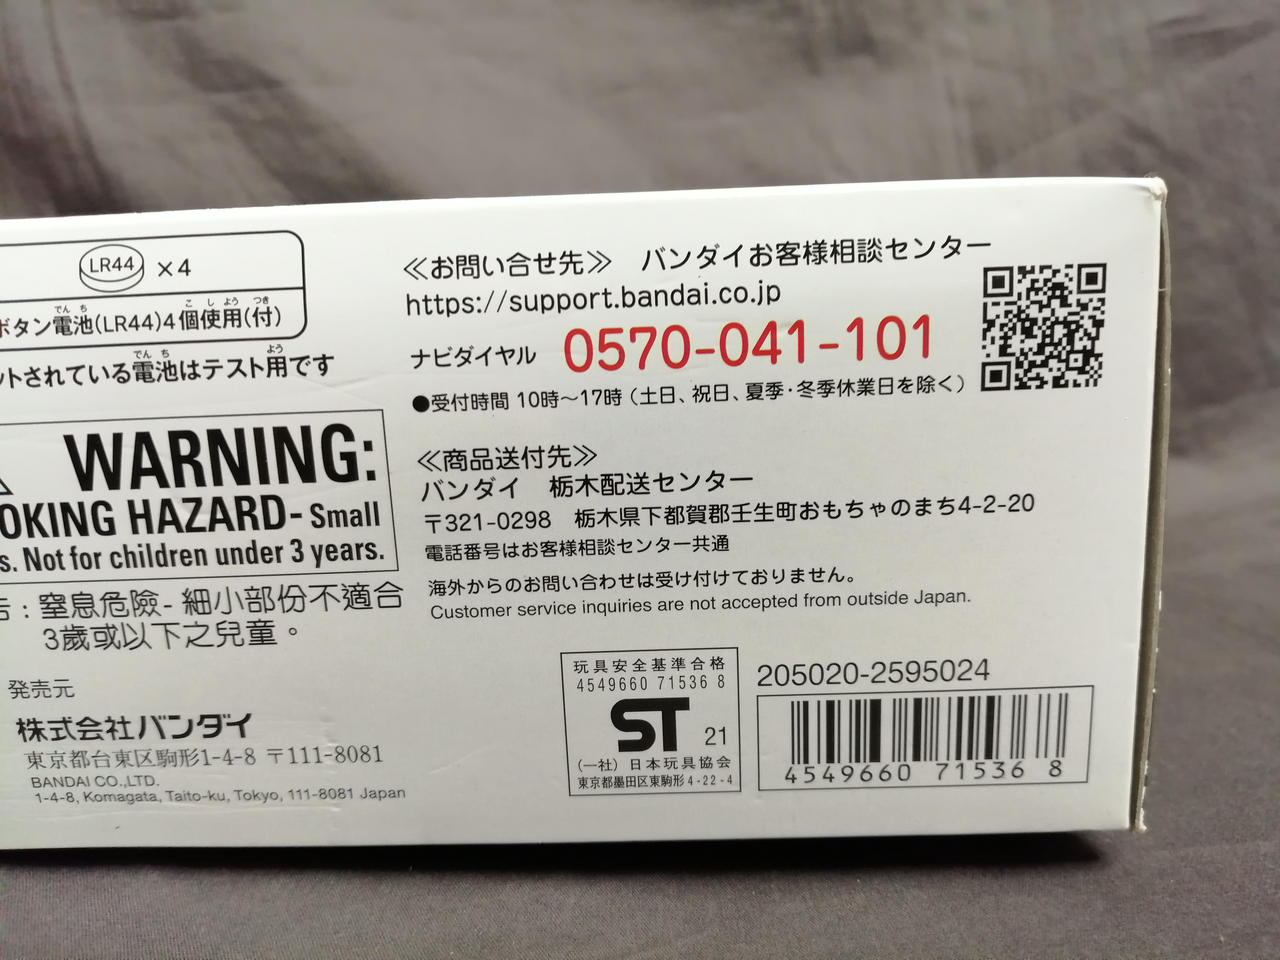 LR44 ×4
ボタン電池(LR44)4個使用(付)
ットされている電池はテスト用です
WARNING:
OKING HAZARD- Small
s. Not for children under 3 years.
告：窒息危險- 細小部份不適合
3歲或以下之兒童。
発売元
株式会社バンダイ
東京都台東区駒形1-4-8 〒111-8081
BANDAI CO.,LTD.
1-4-8, Komagata, Taito-ku, Tokyo, 111-8081 Japan
≪お問い合せ先≫ バンダイお客様相談センター
https://support.bandai.co.jp
ナビダイヤル 0570-041-101
●受付時間 10時～17時（土日、祝日、夏季・冬季休業日を除く）
≪商品送付先≫
バンダイ 栃木配送センター
〒321-0298 栃木県下都賀郡壬生町おもちゃのまち4-2-20
電話番号はお客様相談センター共通
海外からのお問い合わせは受け付けておりません。
Customer service inquiries are not accepted from outside Japan.
玩具安全基準合格
4549660 71536 8
ST 21
(一社) 日本玩具協会
東京都墨田区東駒形4-22-4
205020-2595024
4549660 71536 8